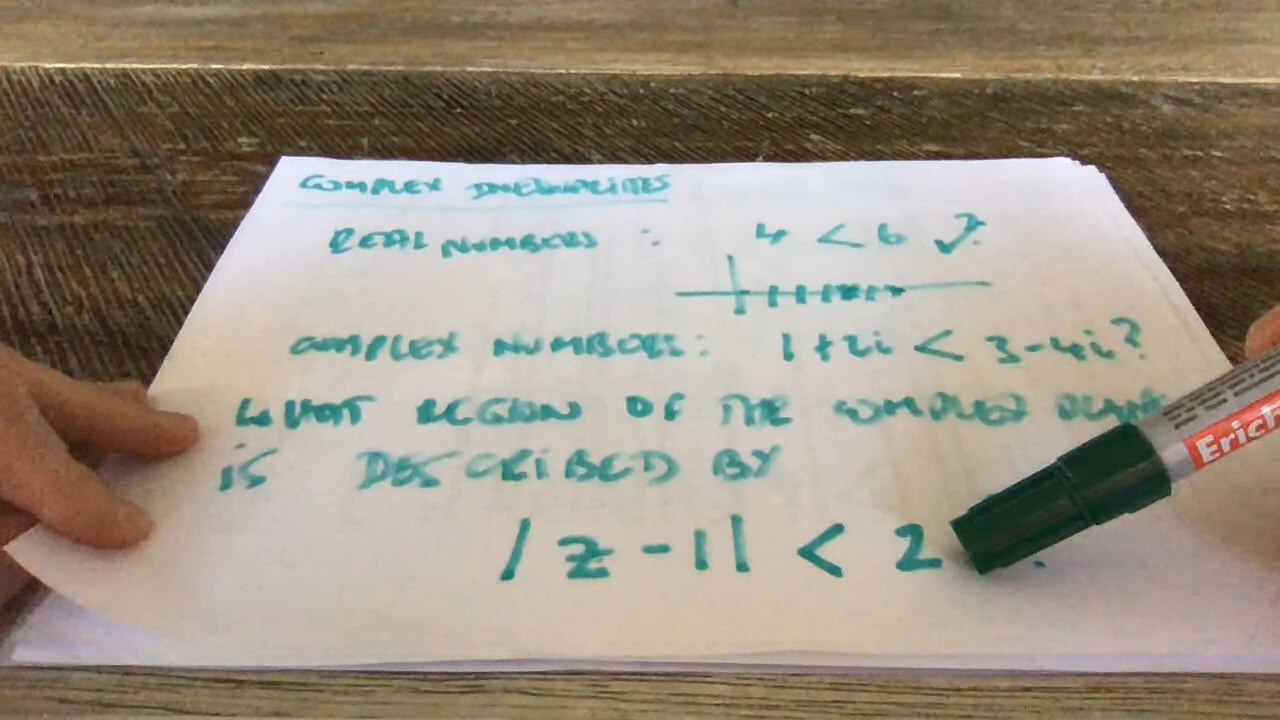 COMPLEX INEQUALITIES
REAL NUMBERS : 4 < 6 ✓.
COMPLEX NUMBERS: 1+2i < 3-4i?
WHAT REGION OF THE COMPLEX
IS DESCRIBED BY
|z-1| < 2
Erich